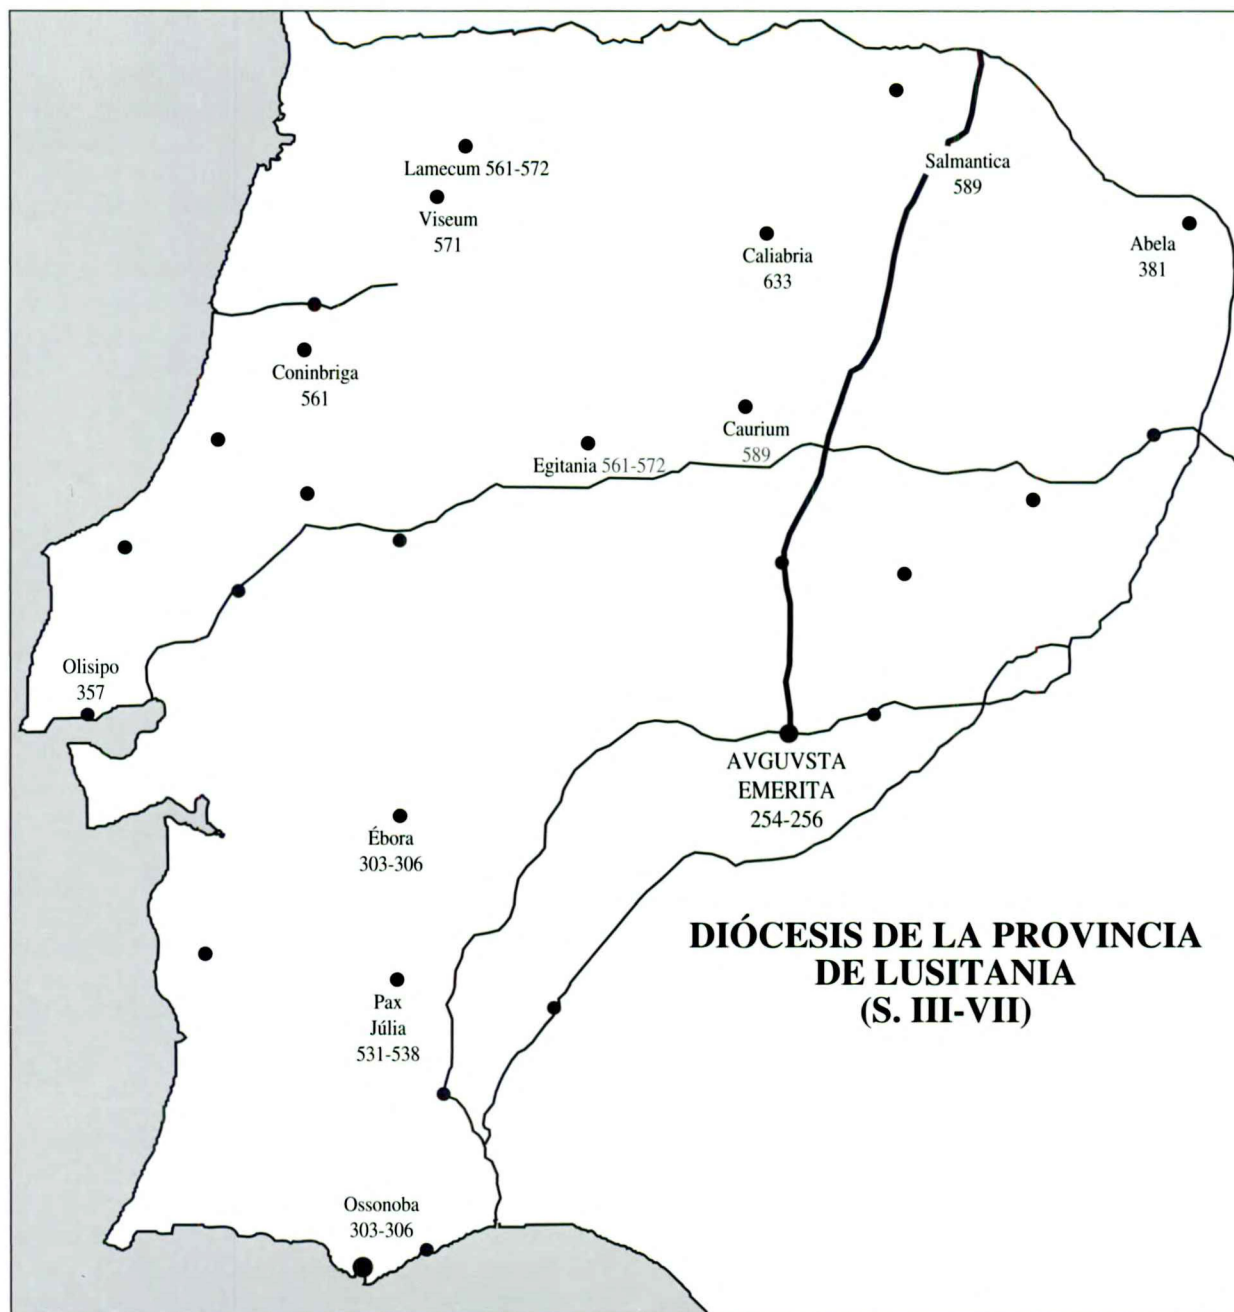 Lamecum 561-572
Viseum
571
Salmantica
589
Caliabria
633
Abela
381
Coninbriga
561
Caurium
589
Egitania 561-572
Olisipo
357
AVGUVSTA
EMERITA
254-256
Ébora
303-306
Pax
Júlia
531-538
Ossonoba
303-306
DIÓCESIS DE LA PROVINCIA
DE LUSITANIA
(S. III-VII)